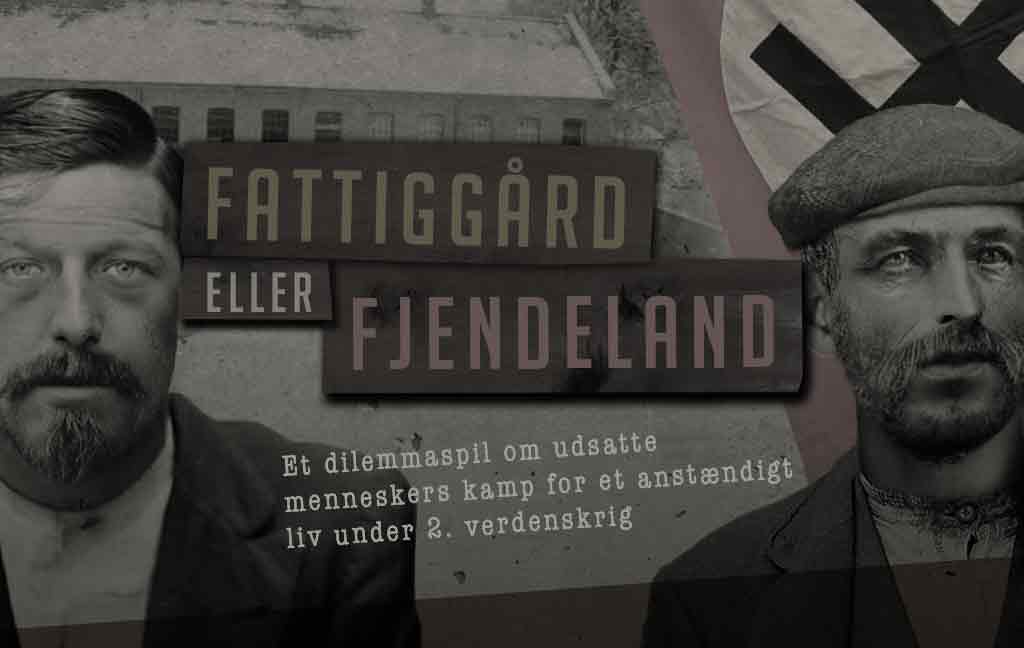 FATTIGGÅRD
ELLER
FJENDELAND
Et dilemmaspil om udsatte
menneskers kamp for et anstændigt
liv under 2. verdenskrig